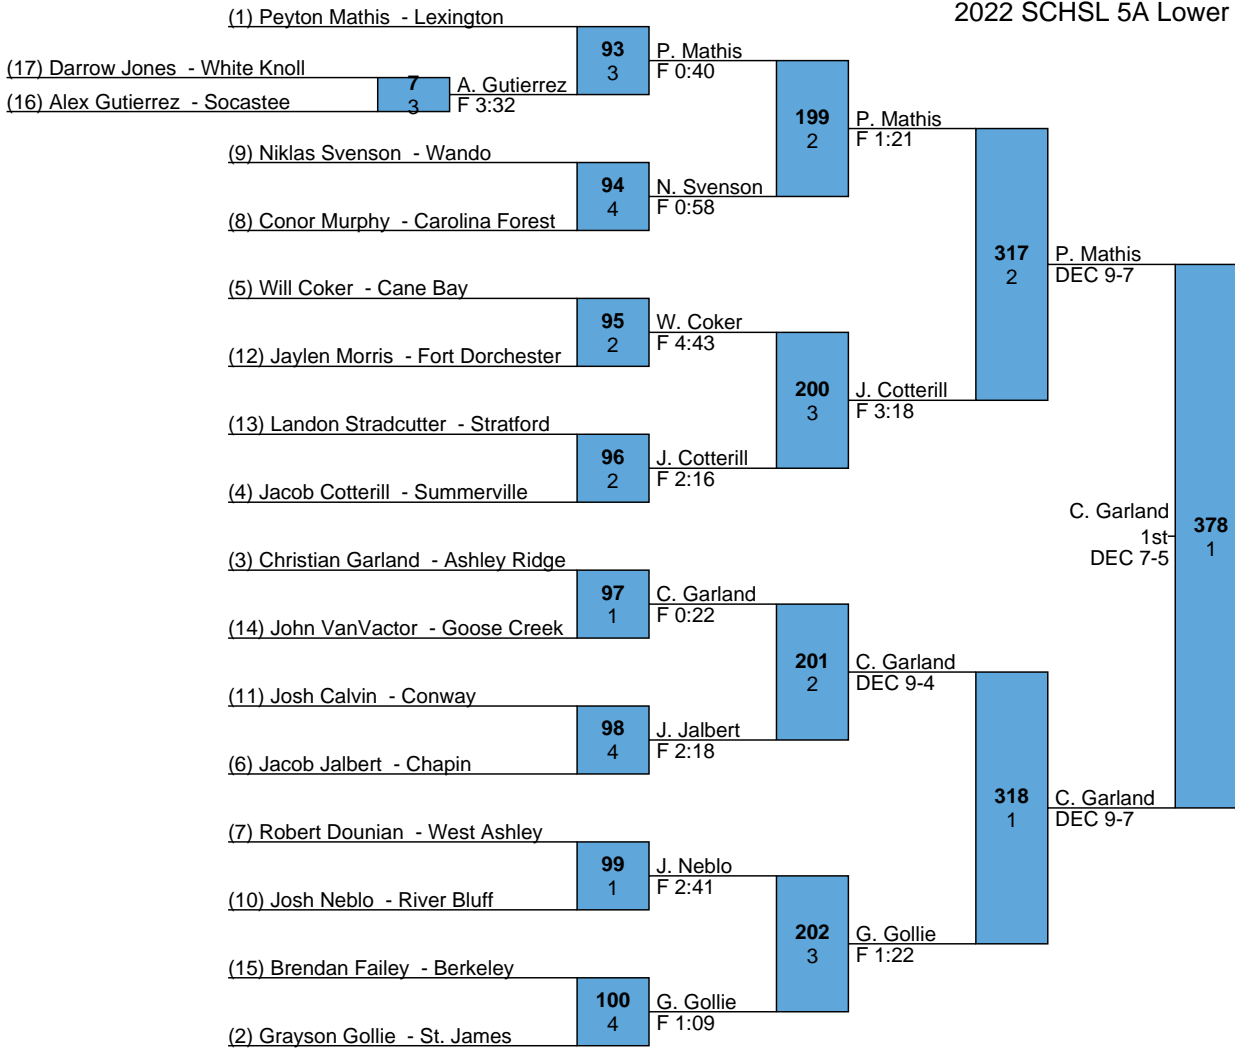 2022 SCHSL 5A Lower
(1) Peyton Mathis - Lexington
(17) Darrow Jones - White Knoll
(16) Alex Gutierrez - Socastee
(9) Niklas Svenson - Wando
(8) Conor Murphy - Carolina Forest
(5) Will Coker - Cane Bay
(12) Jaylen Morris - Fort Dorchester
(13) Landon Stradcutter - Stratford
(4) Jacob Cotterill - Summerville
(3) Christian Garland - Ashley Ridge
(14) John VanVactor - Goose Creek
(11) Josh Calvin - Conway
(6) Jacob Jalbert - Chapin
(7) Robert Dounian - West Ashley
(10) Josh Neblo - River Bluff
(15) Brendan Failey - Berkeley
(2) Grayson Gollie - St. James
7
3
A. Gutierrez
F 3:32
93
3
P. Mathis
F 0:40
94
4
N. Svenson
F 0:58
95
2
W. Coker
F 4:43
96
2
J. Cotterill
F 2:16
97
1
C. Garland
F 0:22
98
4
J. Jalbert
F 2:18
99
1
J. Neblo
F 2:41
100
4
G. Gollie
F 1:09
199
2
P. Mathis
F 1:21
200
3
J. Cotterill
F 3:18
201
2
C. Garland
DEC 9-4
202
3
G. Gollie
F 1:22
317
2
P. Mathis
DEC 9-7
318
1
C. Garland
DEC 9-7
378
1
C. Garland
1st
DEC 7-5